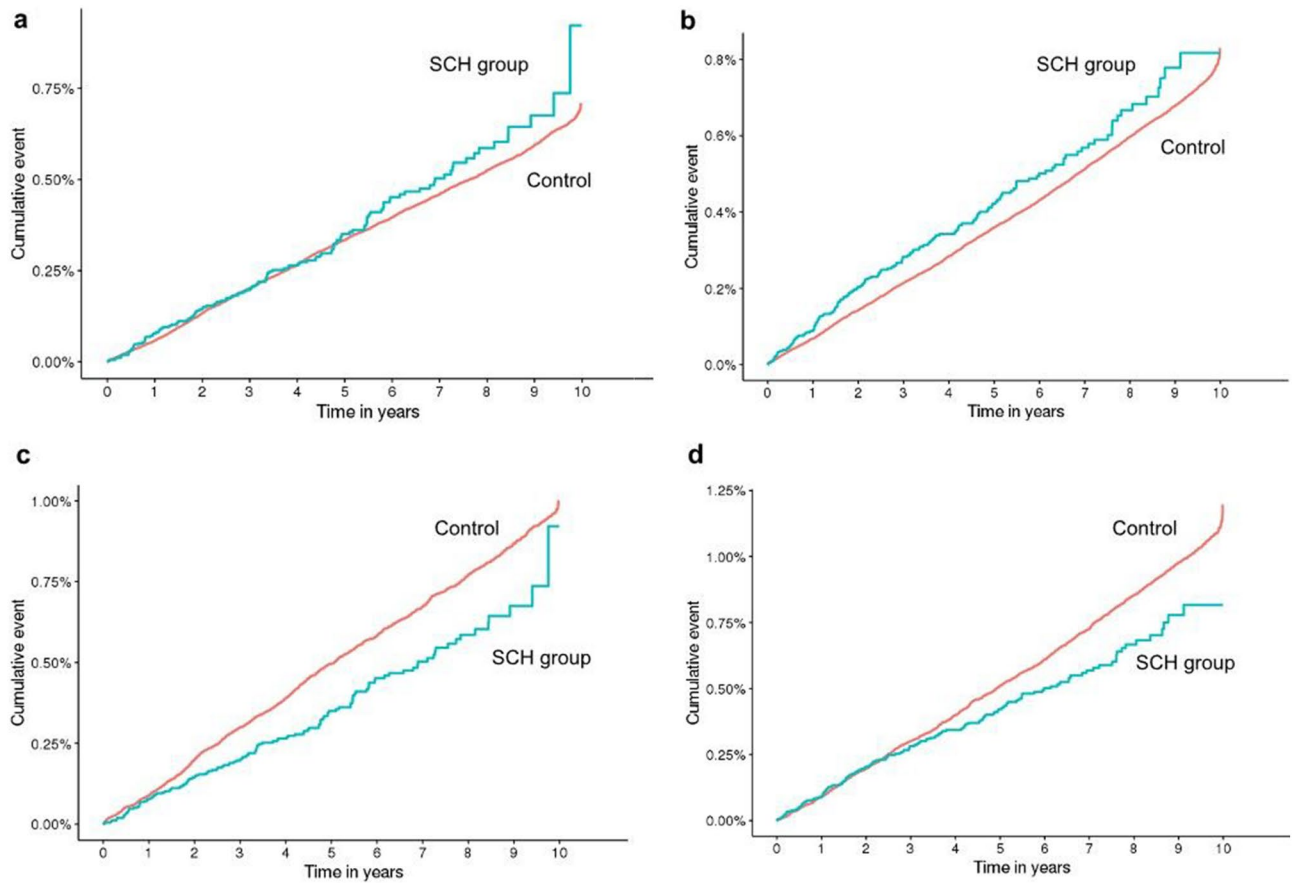 a
SCH group
Control
Cumulative event
0.75%
0.50%
0.25%
0.00%
0 1 2 3 4 5 6 7 8 9 10
Time in years
b
SCH group
Control
Cumulative event
0.8%
0.6%
0.4%
0.2%
0.0%
0 1 2 3 4 5 6 7 8 9 10
Time in years
c
Control
SCH group
Cumulative event
1.00%
0.75%
0.50%
0.25%
0.00%
0 1 2 3 4 5 6 7 8 9 10
Time in years
d
Control
SCH group
Cumulative event
1.25%
1.00%
0.75%
0.50%
0.25%
0.00%
0 1 2 3 4 5 6 7 8 9 10
Time in years